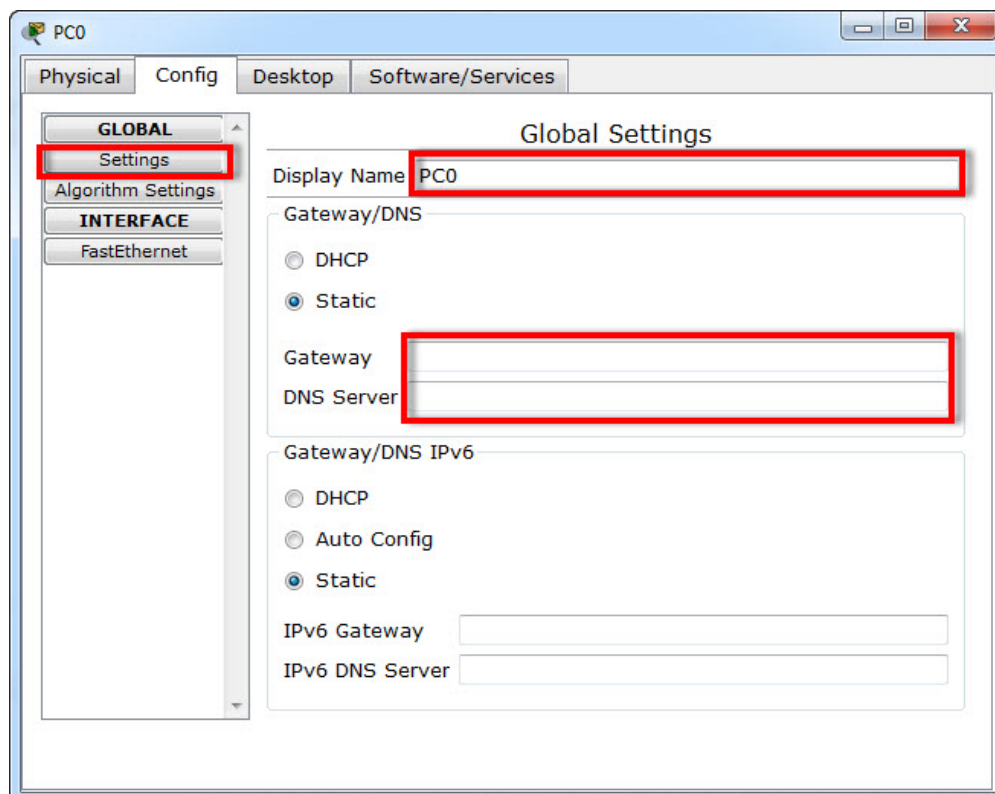 PC0
Physical Config Desktop Software/Services
GLOBAL
Settings
Algorithm Settings
INTERFACE
FastEthernet
Global Settings
Display Name PC0
Gateway/DNS
DHCP
Static
Gateway
DNS Server
Gateway/DNS IPv6
DHCP
Auto Config
Static
IPv6 Gateway
IPv6 DNS Server